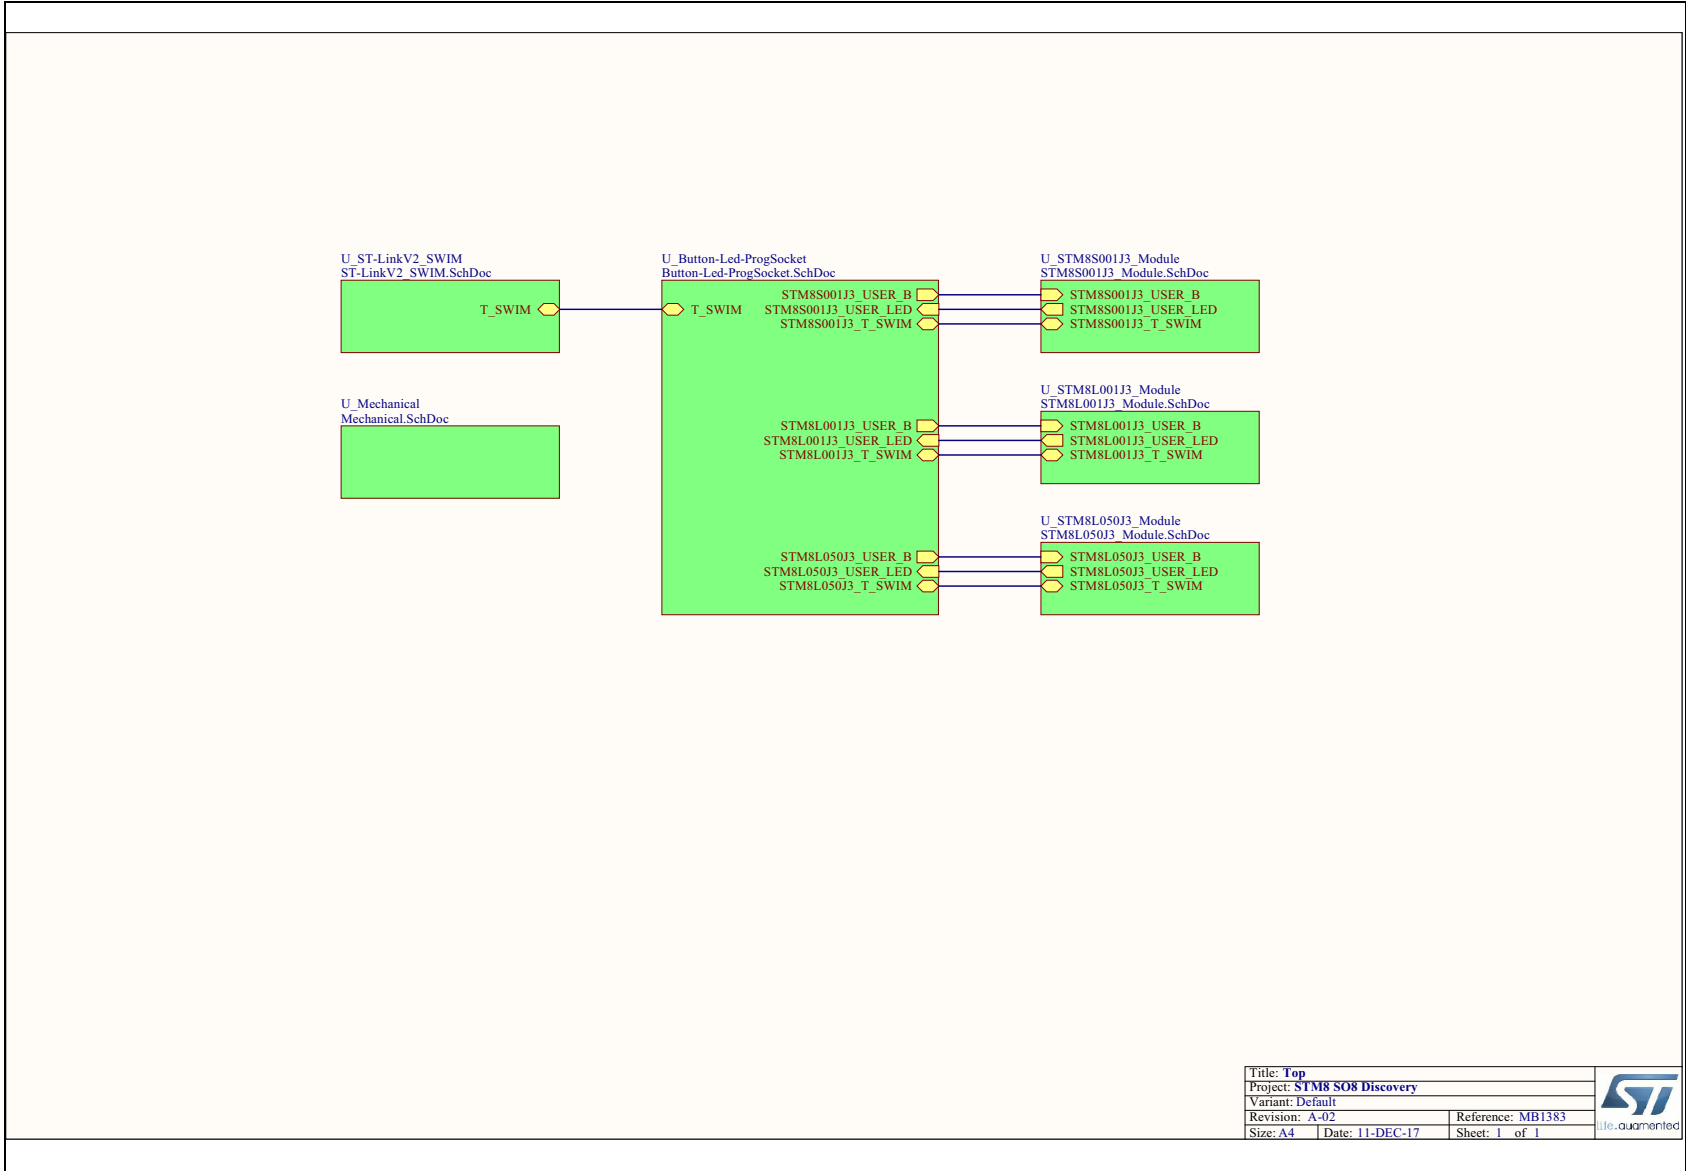 U_ST-LinkV2_SWIM
ST-LinkV2_SWIM.SchDoc
T_SWIM
U_Mechanical
Mechanical.SchDoc
U_Button-Led-ProgSocket
Button-Led-ProgSocket.SchDoc
T_SWIM
STM8S001J3_USER_B
STM8S001J3_USER_LED
STM8S001J3_T_SWIM
STM8L001J3_USER_B
STM8L001J3_USER_LED
STM8L001J3_T_SWIM
STM8L050J3_USER_B
STM8L050J3_USER_LED
STM8L050J3_T_SWIM
U_STM8S001J3_Module
STM8S001J3_Module.SchDoc
STM8S001J3_USER_B
STM8S001J3_USER_LED
STM8S001J3_T_SWIM
U_STM8L001J3_Module
STM8L001J3_Module.SchDoc
STM8L001J3_USER_B
STM8L001J3_USER_LED
STM8L001J3_T_SWIM
U_STM8L050J3_Module
STM8L050J3_Module.SchDoc
STM8L050J3_USER_B
STM8L050J3_USER_LED
STM8L050J3_T_SWIM
Title: Top
Project: STM8 SO8 Discovery
Variant: Default
Revision: A-02 Reference: MB1383
Size: A4 Date: 11-DEC-17 Sheet: 1 of 1
ST
life.augmented